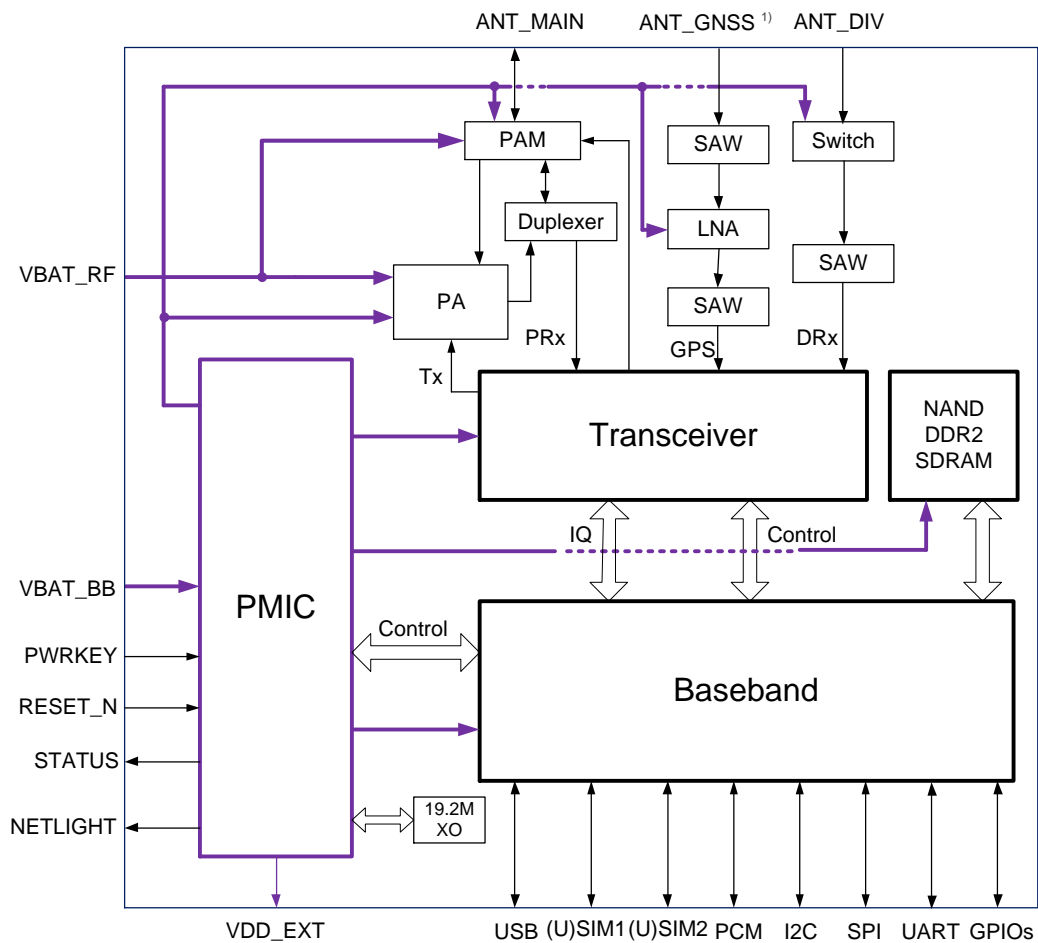 ANT_MAIN
ANT_GNSS 1)
ANT_DIV
PAM
SAW
Switch
Duplexer
LNA
VBAT_RF
PA
SAW
SAW
PRx
GPS
DRx
Tx
Transceiver
NAND
DDR2
SDRAM
IQ
Control
VBAT_BB
PMIC
Control
PWRKEY
Baseband
RESET_N
STATUS
NETLIGHT
19.2M
XO
VDD_EXT
USB
(U)SIM1
(U)SIM2
PCM
I2C
SPI
UART
GPIOs